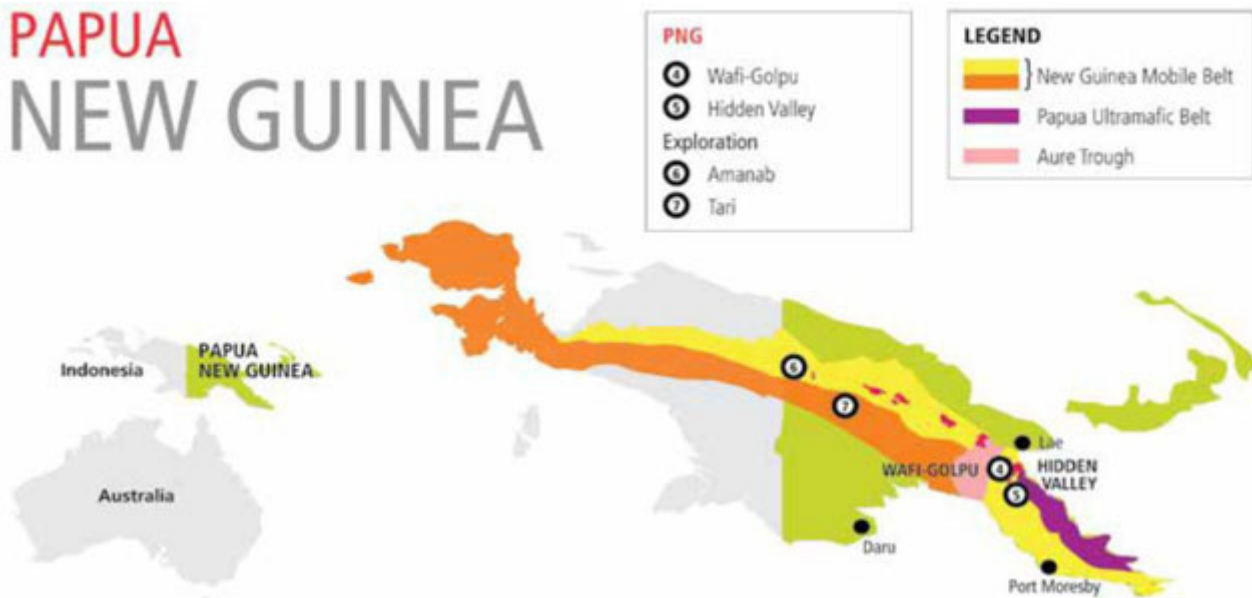 PAPUA
NEW GUINEA
PNG
4 Wafi-Golpu
5 Hidden Valley
Exploration
6 Amanab
7 Tari
LEGEND
New Guinea Mobile Belt
Papua Ultramafic Belt
Aure Trough
Indonesia
PAPUA
NEW GUINEA
Australia
6
7
WAFI-GOLPU
4
5
Lae
HIDDEN
VALLEY
Daru
Port Moresby